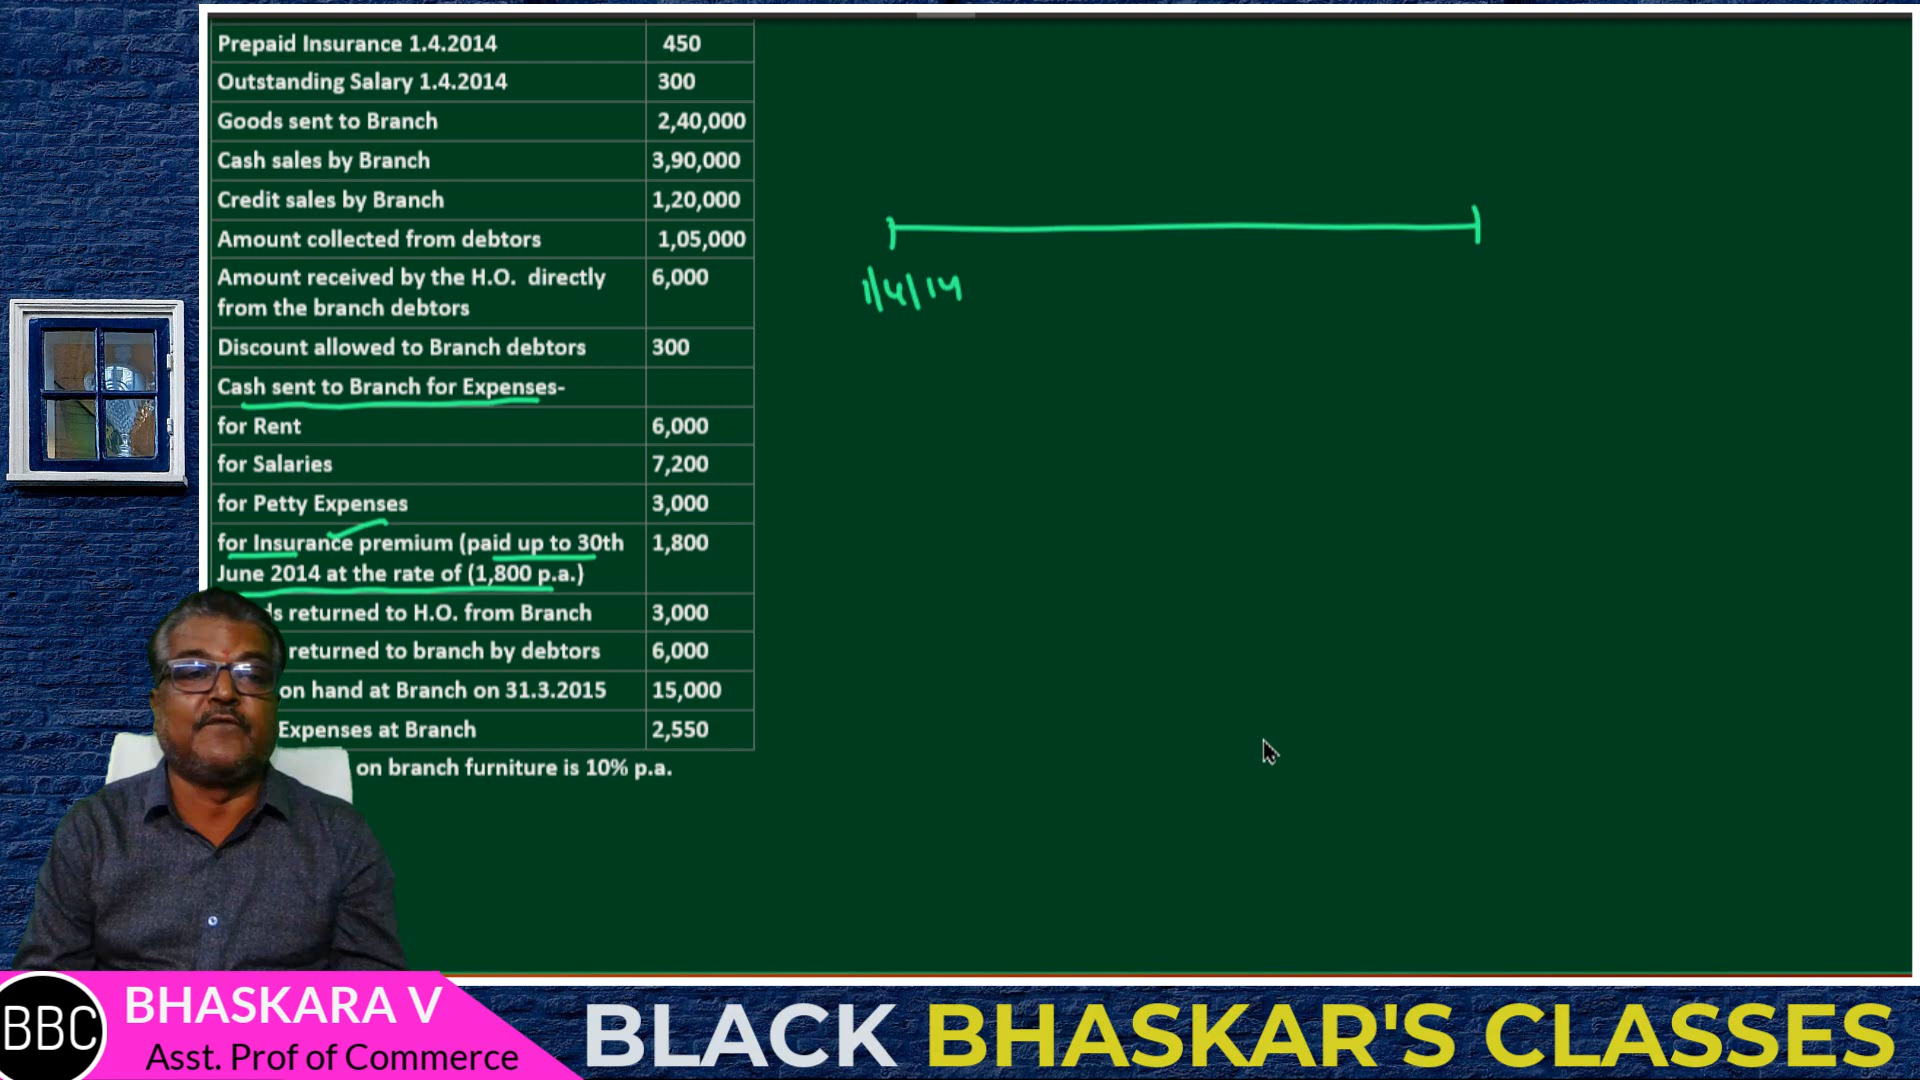 Prepaid Insurance 1.4.2014 450
Outstanding Salary 1.4.2014 300
Goods sent to Branch 2,40,000
Cash sales by Branch 3,90,000
Credit sales by Branch 1,20,000
Amount collected from debtors 1,05,000
Amount received by the H.O. directly 6,000
from the branch debtors
Discount allowed to Branch debtors 300
Cash sent to Branch for Expenses-
for Rent 6,000
for Salaries 7,200
for Petty Expenses 3,000
for Insurance premium (paid up to 30th 1,800
June 2014 at the rate of (1,800 p.a.)
returned to H.O. from Branch 3,000
returned to branch by debtors 6,000
on hand at Branch on 31.3.2015 15,000
Expenses at Branch 2,550
on branch furniture is 10% p.a.
1/4/14
BBC
BHASKARA V
Asst. Prof of Commerce
BLACK BHASKAR'S CLASSES